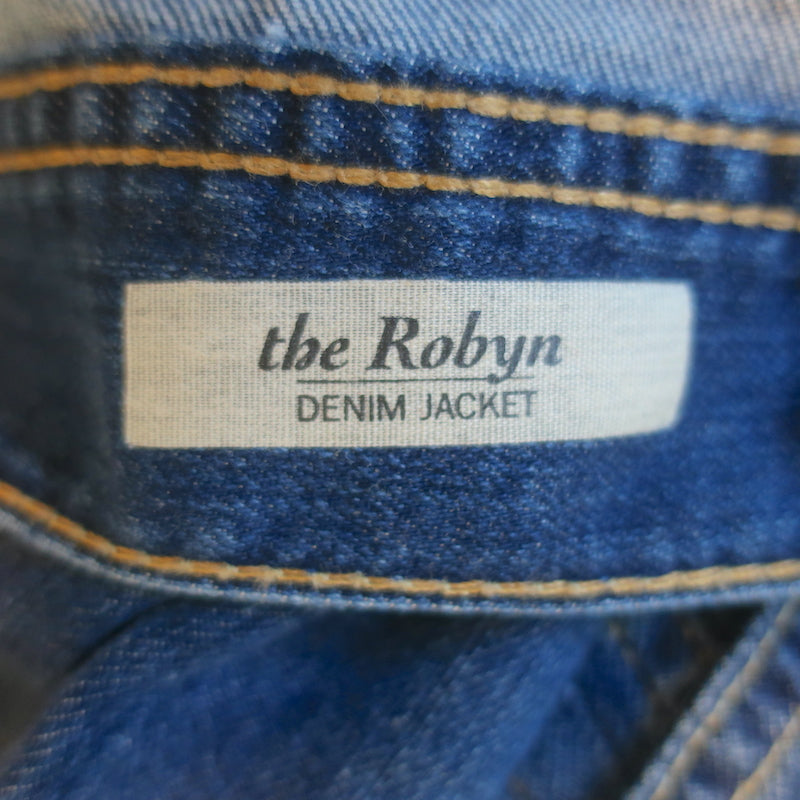 the Robyn
DENIM JACKET